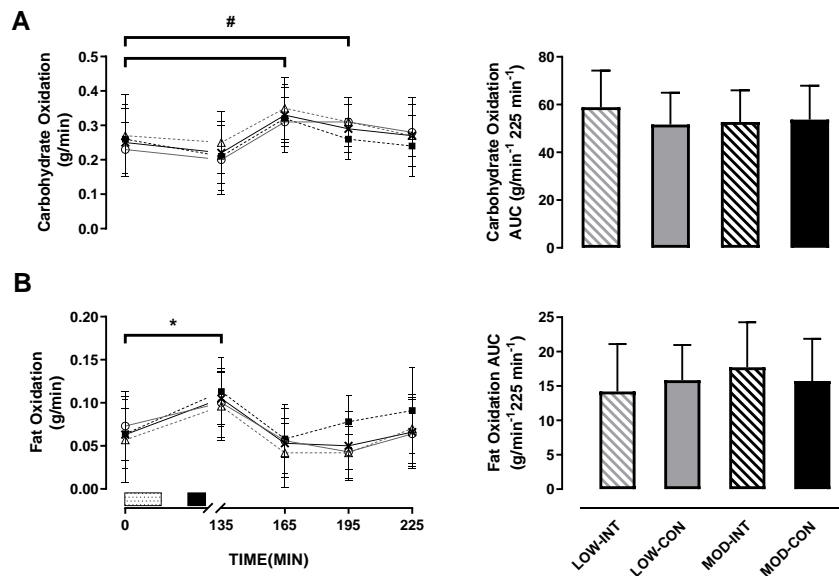 A
#
Carbohydrate Oxidation
(g/min)
0.5
0.4
0.3
0.2
0.1
0.0
Carbohydrate Oxidation
AUC (g/min⁻¹ 225 min⁻¹)
80
60
40
20
0
B
*
Fat Oxidation
(g/min)
0.20
0.15
0.10
0.05
0.00
0
135
165
195
225
TIME(MIN)
Fat Oxidation AUC
(g/min⁻¹225 min⁻¹)
25
20
15
10
5
0
LOW-INT
LOW-CON
MOD-INT
MOD-CON